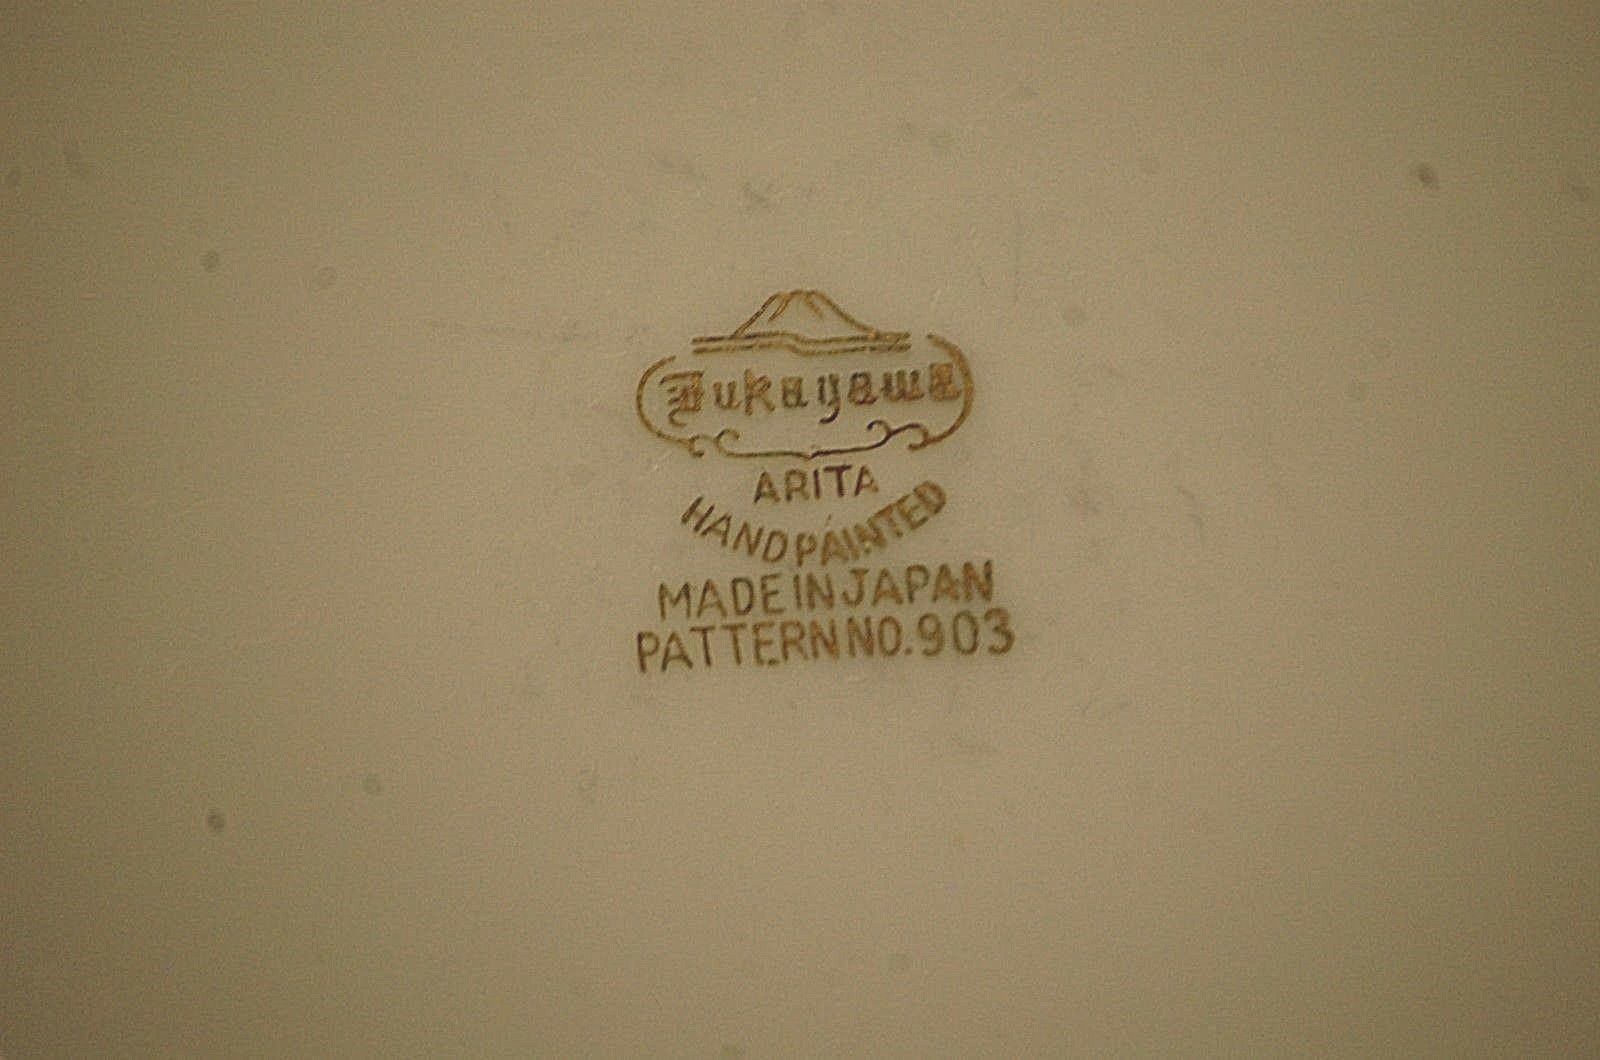 Fukagawa
ARITA
HAND PAINTED
MADE IN JAPAN
PATTERN NO. 903